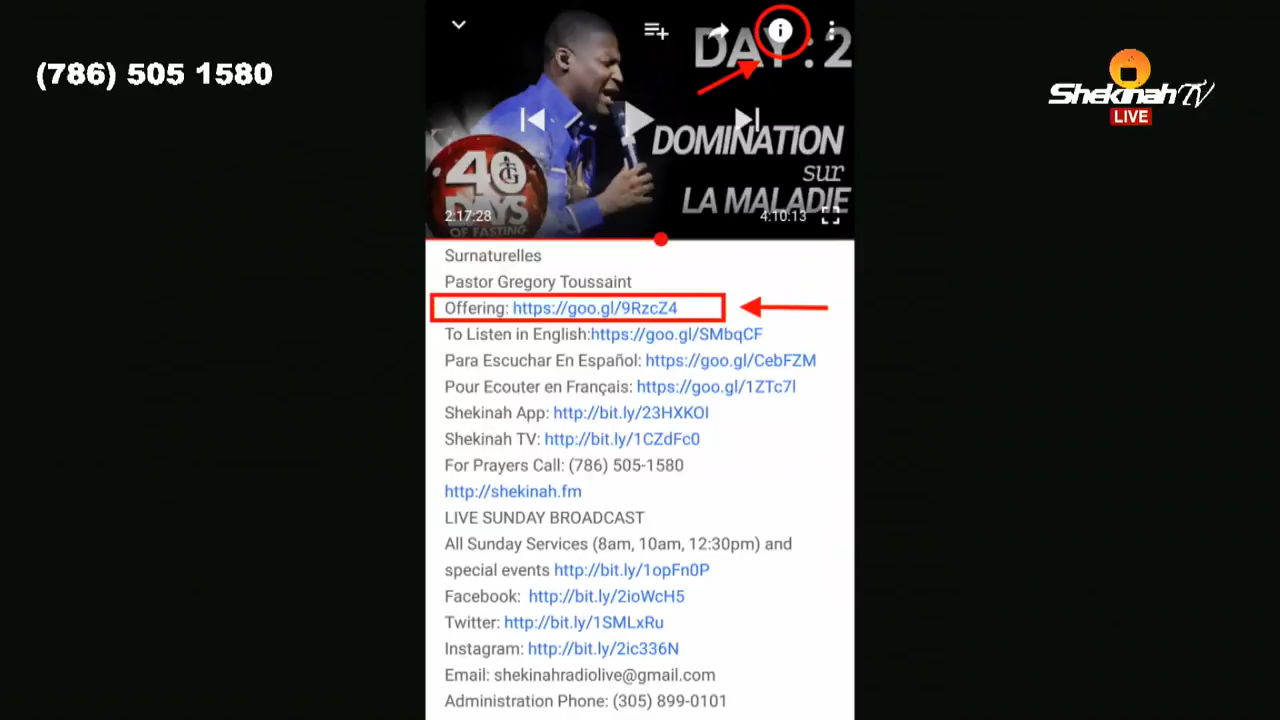 (786) 505 1580
Shekinah TV
LIVE
DAY : 2
DOMINATION
sur
LA MALADIE
40
DAYS
OF FASTING
2:17:28
4:10:13
Surnaturelles
Pastor Gregory Toussaint
Offering: https://goo.gl/9RzcZ4
To Listen in English:https://goo.gl/SMbqCF
Para Escuchar En Español: https://goo.gl/CebFZM
Pour Ecouter en Français: https://goo.gl/1ZTc7l
Shekinah App: http://bit.ly/23HXKOI
Shekinah TV: http://bit.ly/1CZdFc0
For Prayers Call: (786) 505-1580
http://shekinah.fm
LIVE SUNDAY BROADCAST
All Sunday Services (8am, 10am, 12:30pm) and
special events http://bit.ly/1opFn0P
Facebook:  http://bit.ly/2ioWcH5
Twitter: http://bit.ly/1SMLxRu
Instagram: http://bit.ly/2ic336N
Email: shekinahradiolive@gmail.com
Administration Phone: (305) 899-0101